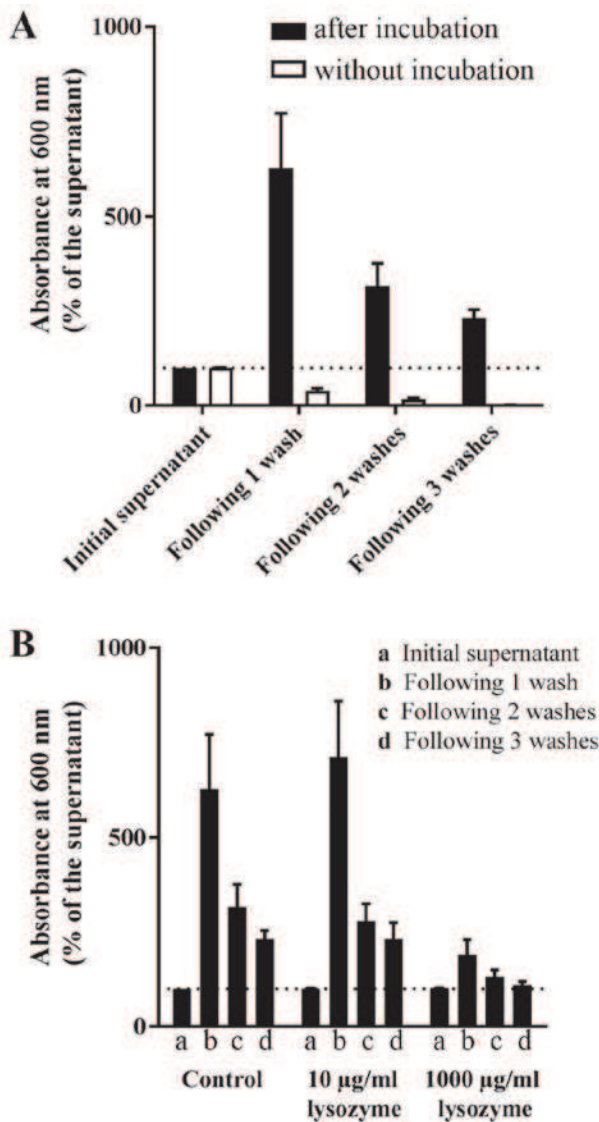 A
1000
after incubation
without incubation
Absorbance at 600 nm
(% of the supernatant)
500
0
Initial supernatant
Following 1 wash
Following 2 washes
Following 3 washes
B
1000
a Initial supernatant
b Following 1 wash
c Following 2 washes
d Following 3 washes
Absorbance at 600 nm
(% of the supernatant)
500
0
a b c d a b c d a b c d
Control 10 µg/ml 1000 µg/ml
lysozyme lysozyme